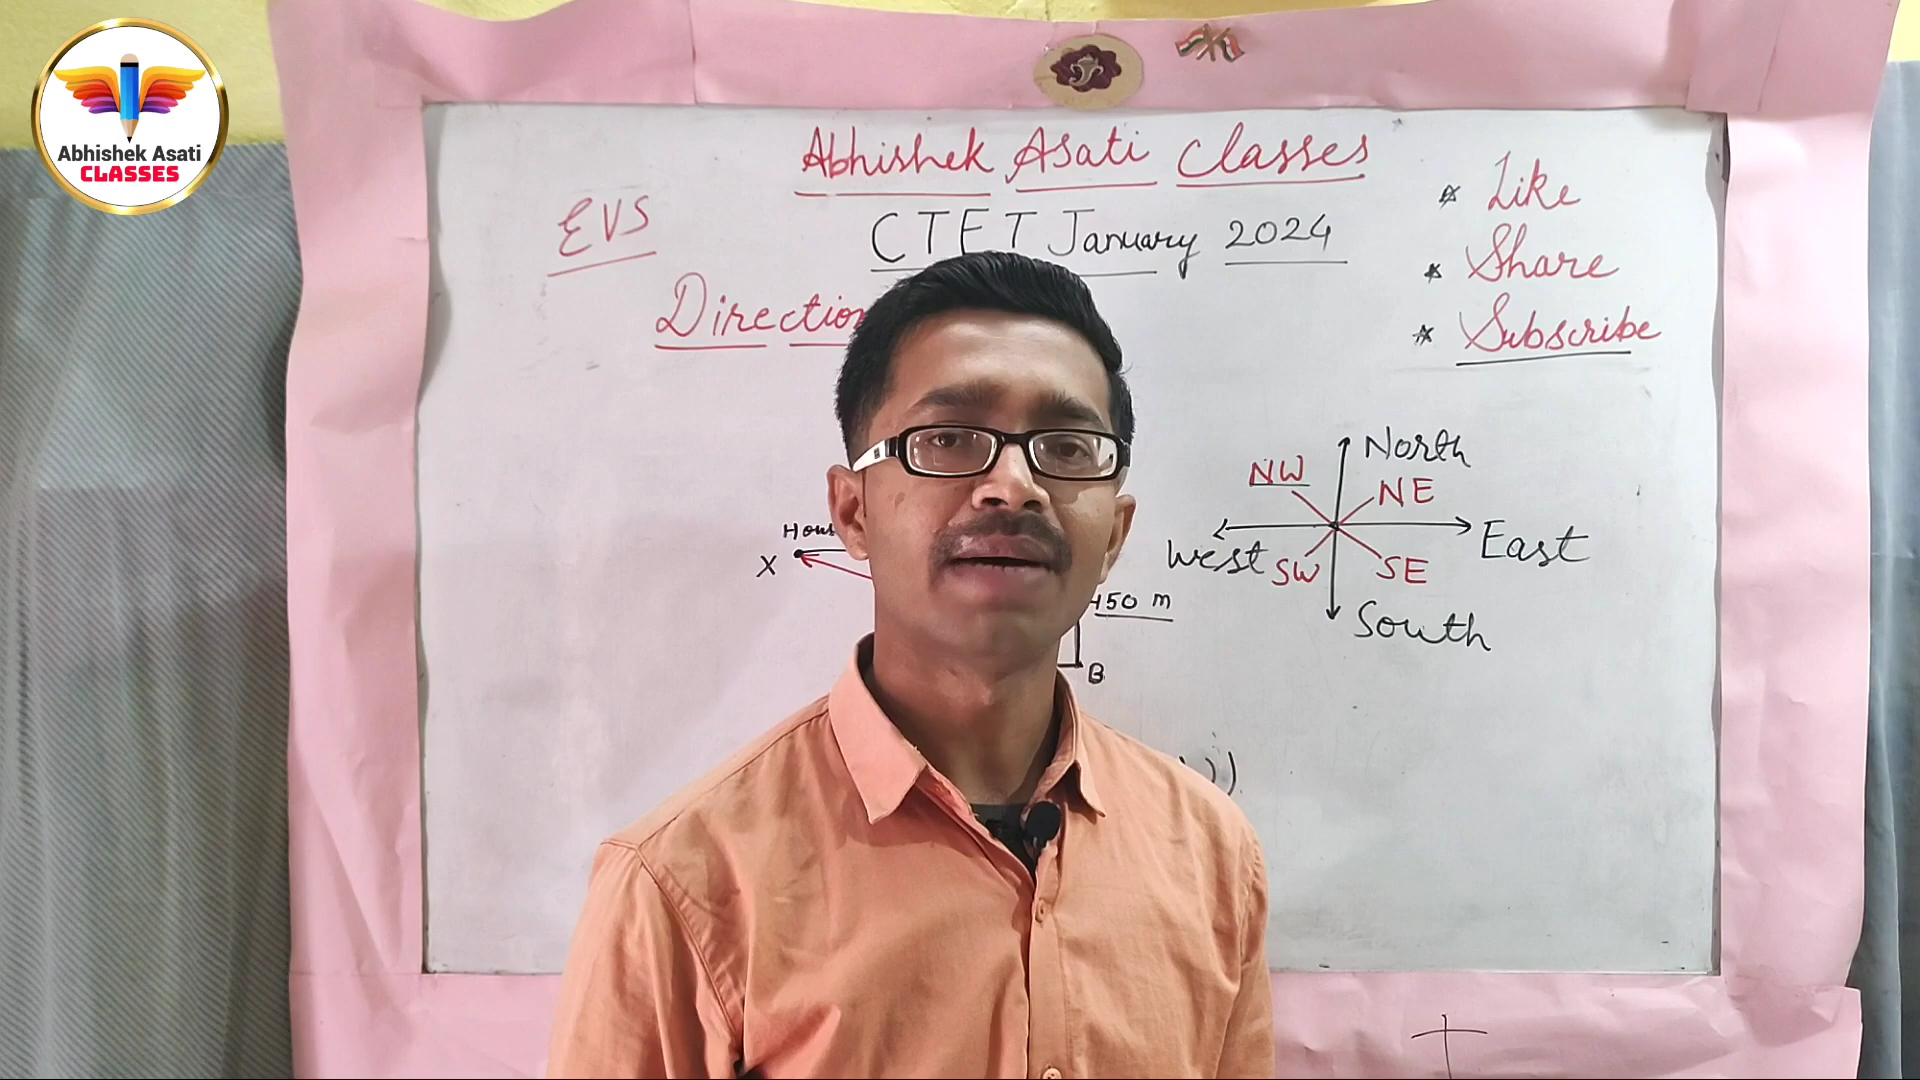 Abhishek Asati
CLASSES
Abhishek Asati Classes
EVS
CTET January 2024
Direction
* Like
* Share
* Subscribe
North
NW
NE
West
East
SW
SE
South
X
450 m
B